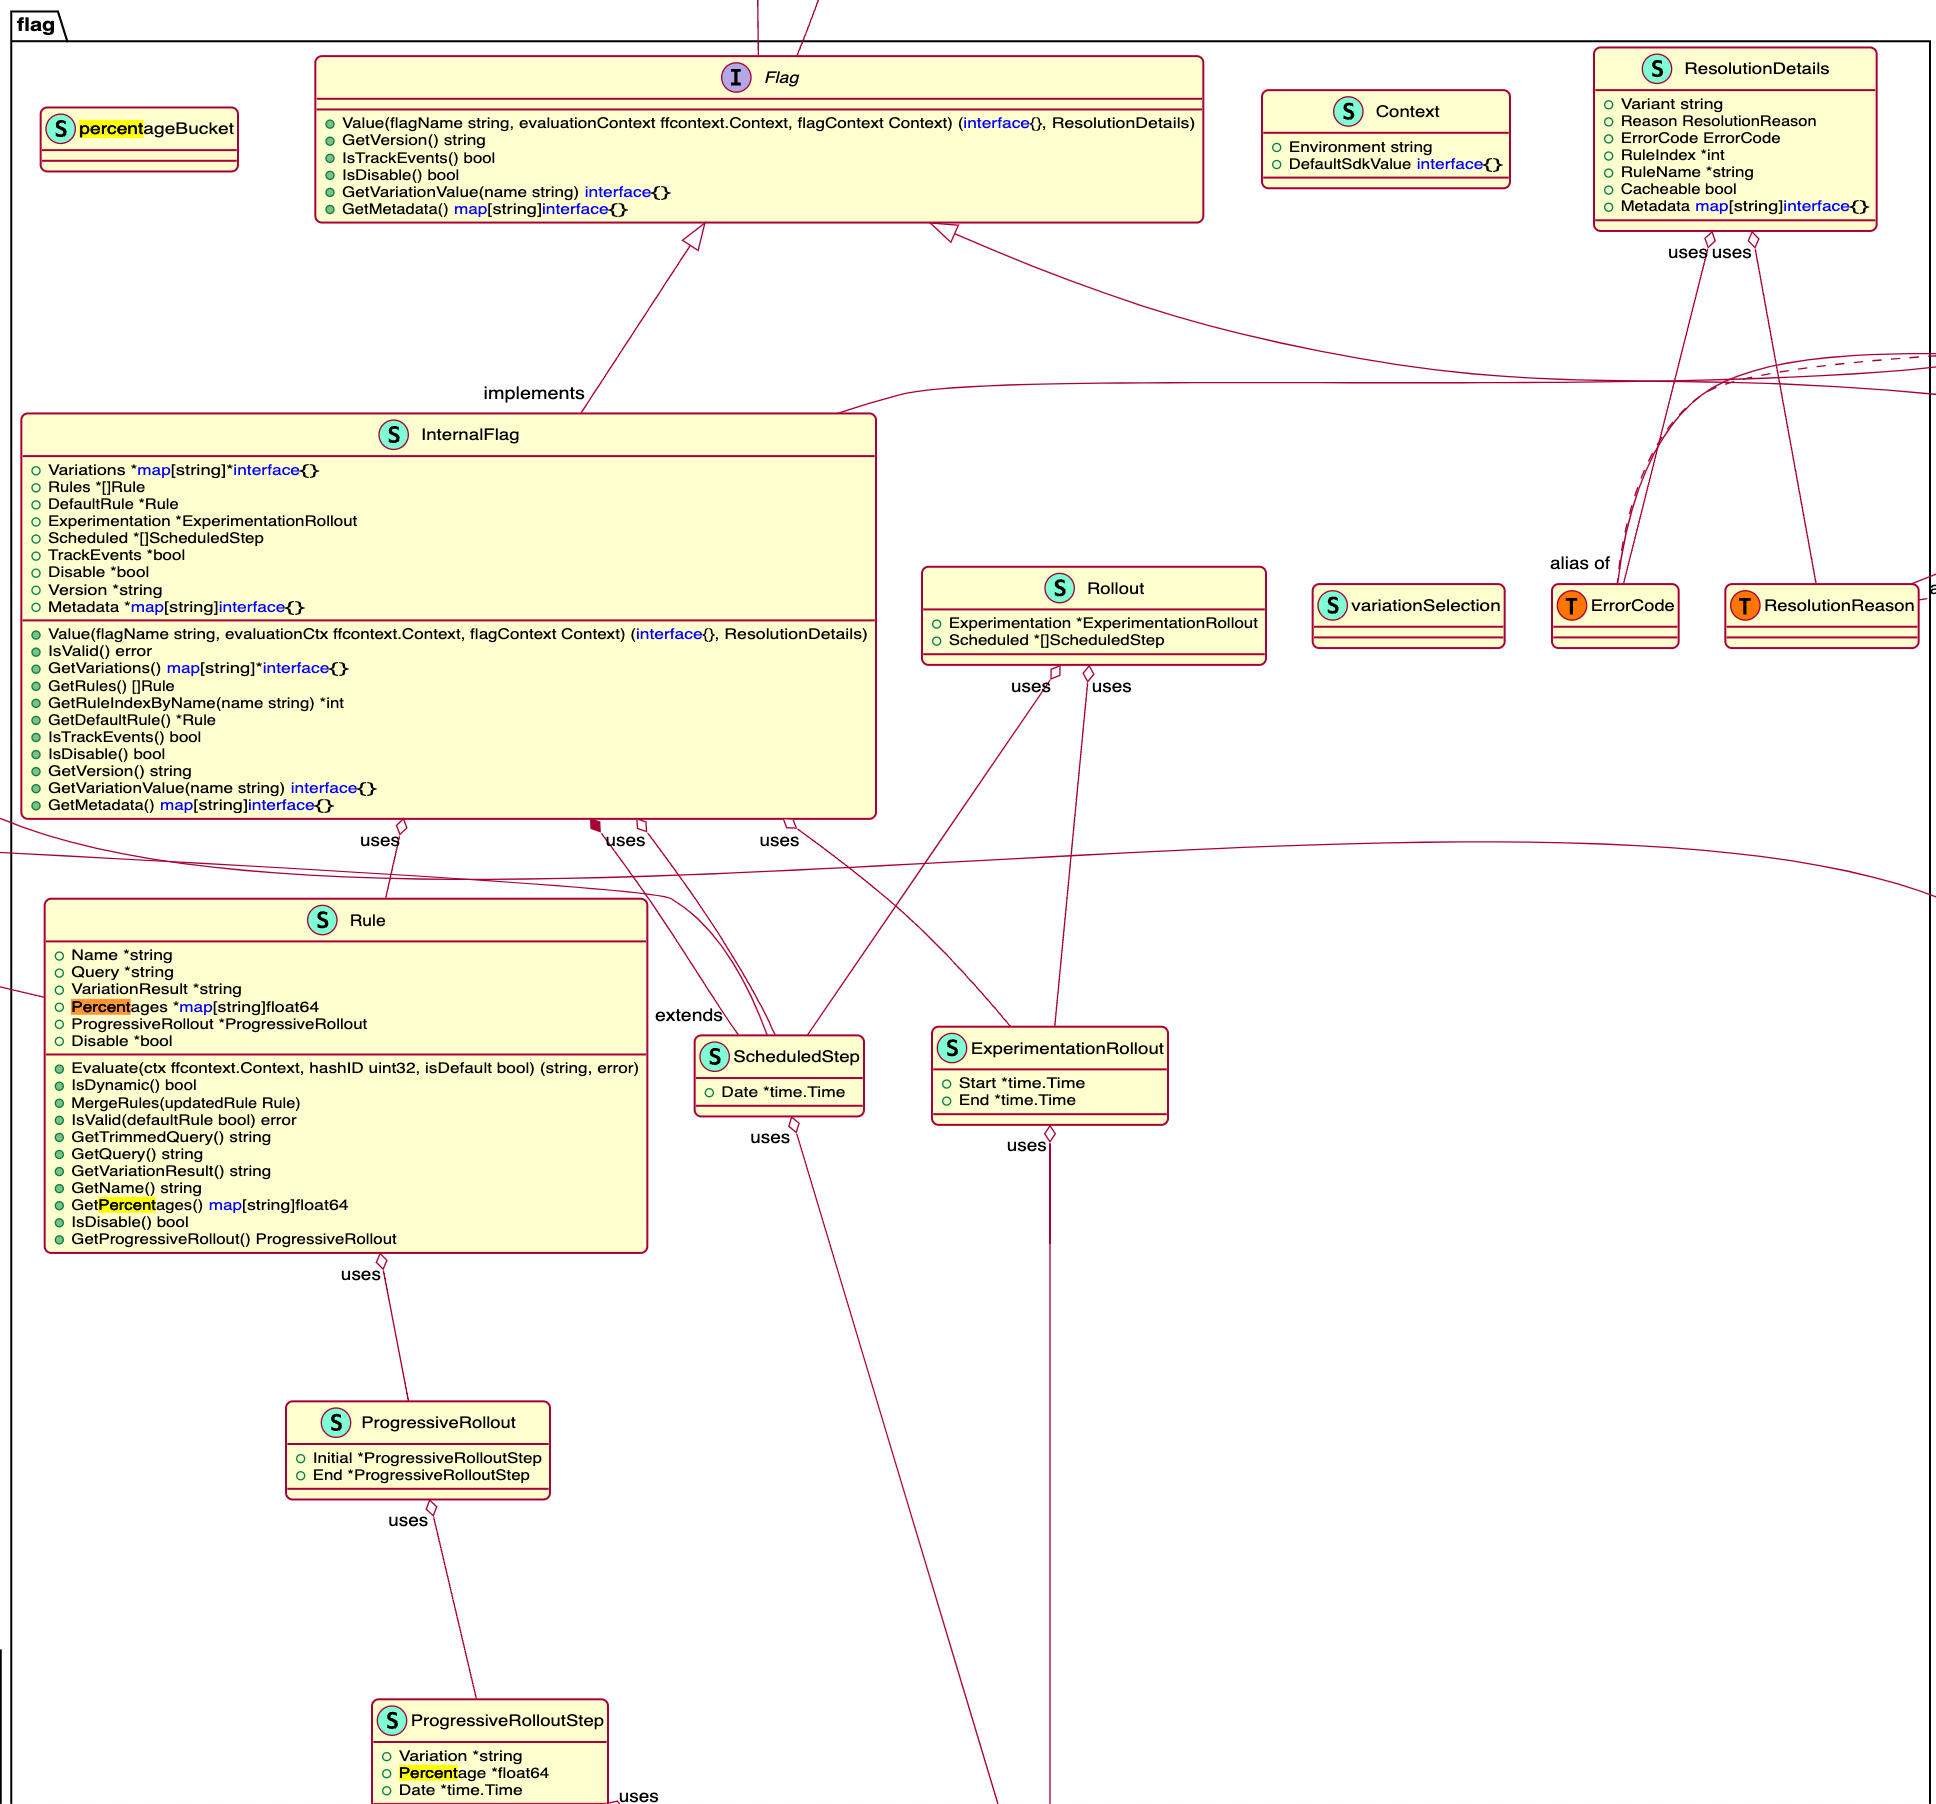 flag
I Flag
Value(flagName string, evaluationContext ffcontext.Context, flagContext Context) (interface{}, ResolutionDetails)
GetVersion() string
IsTrackEvents() bool
IsDisable() bool
GetVariationValue(name string) interface{}
GetMetadata() map[string]interface{}
S percentageBucket
S Context
Environment string
DefaultSdkValue interface{}
S ResolutionDetails
Variant string
Reason ResolutionReason
ErrorCode ErrorCode
RuleIndex *int
RuleName *string
Cacheable bool
Metadata map[string]interface{}
uses
uses
implements
S InternalFlag
Variations *map[string]*interface{}
Rules *[]Rule
DefaultRule *Rule
Experimentation *ExperimentationRollout
Scheduled *[]ScheduledStep
TrackEvents *bool
Disable *bool
Version *string
Metadata *map[string]interface{}
Value(flagName string, evaluationCtx ffcontext.Context, flagContext Context) (interface{}, ResolutionDetails)
IsValid() error
GetVariations() map[string]*interface{}
GetRules() []Rule
GetRuleIndexByName(name string) *int
GetDefaultRule() *Rule
IsTrackEvents() bool
IsDisable() bool
GetVersion() string
GetVariationValue(name string) interface{}
GetMetadata() map[string]interface{}
S Rollout
Experimentation *ExperimentationRollout
Scheduled *[]ScheduledStep
uses
uses
S variationSelection
alias of
T ErrorCode
T ResolutionReason
a
uses
uses
uses
S Rule
Name *string
Query *string
VariationResult *string
Percentages *map[string]float64
ProgressiveRollout *ProgressiveRollout
Disable *bool
Evaluate(ctx ffcontext.Context, hashID uint32, isDefault bool) (string, error)
IsDynamic() bool
MergeRules(updatedRule Rule)
IsValid(defaultRule bool) error
GetTrimmedQuery() string
GetQuery() string
GetVariationResult() string
GetName() string
GetPercentages() map[string]float64
IsDisable() bool
GetProgressiveRollout() ProgressiveRollout
extends
S ScheduledStep
Date *time.Time
uses
S ExperimentationRollout
Start *time.Time
End *time.Time
uses
uses
S ProgressiveRollout
Initial *ProgressiveRolloutStep
End *ProgressiveRolloutStep
uses
S ProgressiveRolloutStep
Variation *string
Percentage *float64
Date *time.Time
uses